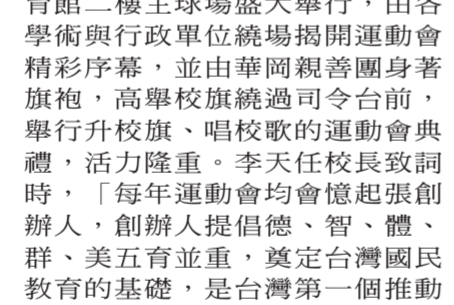 育館二樓主球場盛大舉行，由各
學術與行政單位繞場揭開運動會
精彩序幕，並由華岡親善團身著
旗袍，高舉校旗繞過司令台前，
舉行升校旗、唱校歌的運動會典
禮，活力隆重。李天任校長致詞
時，「每年運動會均會憶起張創
辦人，創辦人提倡德、智、體、
群、美五育並重，奠定台灣國民
教育的基礎，是台灣第一個推動